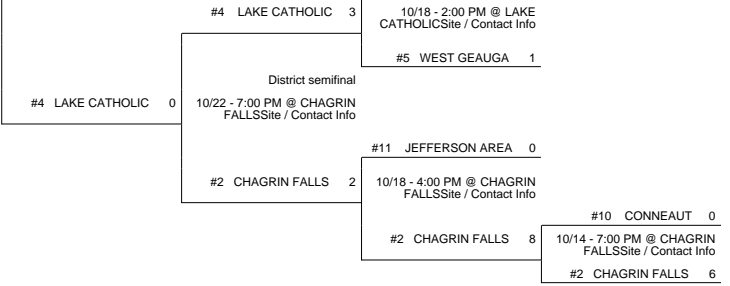 #4 LAKE CATHOLIC 3
10/18 - 2:00 PM @ LAKE
CATHOLICSite / Contact Info
#5 WEST GEAUGA 1
District semifinal
#4 LAKE CATHOLIC 0
10/22 - 7:00 PM @ CHAGRIN
FALLSSite / Contact Info
#11 JEFFERSON AREA 0
#2 CHAGRIN FALLS 2
10/18 - 4:00 PM @ CHAGRIN
FALLSSite / Contact Info
#10 CONNEAUT 0
#2 CHAGRIN FALLS 8
10/14 - 7:00 PM @ CHAGRIN
FALLSSite / Contact Info
#2 CHAGRIN FALLS 6